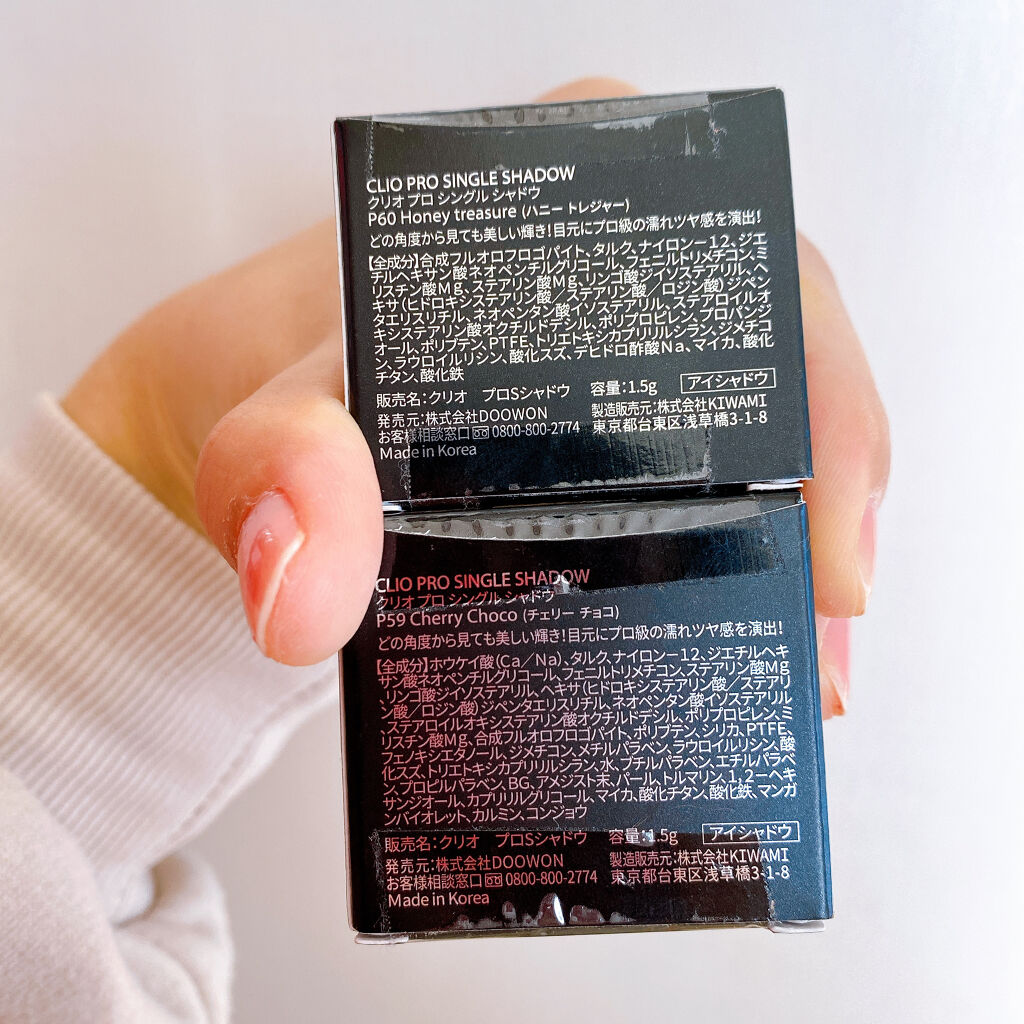 CLIO PRO SINGLE SHADOW
クリオ プロ シングル シャドウ
P60 Honey treasure (ハニー トレジャー)
どの角度から見ても美しい輝き!目元にプロ級の濡れツヤ感を演出!
【全成分】合成フルオロフロゴパイト、タルク、ナイロン－12、ジエ
チルヘキサン酸ネオペンチルグリコール、フェニルトリメチコン、ミ
リスチン酸Mg、ステアリン酸Mg、リンゴ酸ジイソステアリル、ヘ
キサ(ヒドロキシステアリン酸／ステアリン酸／ロジン酸)ジペン
タエリスリチル、ネオペンタン酸イソステアリル、ステアロイルオ
キシステアリン酸オクチルドデシル、ポリプロピレン、プロパンジ
オール、ポリブテン、PTFE、トリエトキシカプリリルシラン、ジメチコ
ン、ラウロイルリシン、酸化スズ、デヒドロ酢酸Na、マイカ、酸化
チタン、酸化鉄
販売名:クリオ プロSシャドウ 容量:1.5g アイシャドウ
発売元:株式会社DOOWON 製造販売元:株式会社KIWAMI
お客様相談窓口 0800-800-2774 東京都台東区浅草橋3-1-8
Made in Korea
CLIO PRO SINGLE SHADOW
クリオ プロ シングル シャドウ
P59 Cherry Choco (チェリー チョコ)
どの角度から見ても美しい輝き!目元にプロ級の濡れツヤ感を演出!
【全成分】ホウケイ酸(Ca／Na)、タルク、ナイロン－12、ジエチルヘキ
サン酸ネオペンチルグリコール、フェニルトリメチコン、ステアリン酸Mg
、リンゴ酸ジイソステアリル、ヘキサ(ヒドロキシステアリン酸／ステアリ
ン酸／ロジン酸)ジペンタエリスリチル、ネオペンタン酸イソステアリル
、ステアロイルオキシステアリン酸オクチルドデシル、ポリプロピレン、ミ
リスチン酸Mg、合成フルオロフロゴパイト、ポリブテン、シリカ、PTFE、
フェノキシエタノール、ジメチコン、メチルパラベン、ラウロイルリシン、酸
化スズ、トリエトキシカプリリルシラン、水、ブチルパラベン、エチルパラベ
ン、プロピルパラベン、BG、アメジスト末、パール、トルマリン、1,2－ヘキ
サンジオール、カプリリルグリコール、マイカ、酸化チタン、酸化鉄、マンガ
ンバイオレット、カルミン、コンジョウ
販売名:クリオ プロSシャドウ 容量:1.5g アイシャドウ
発売元:株式会社DOOWON 製造販売元:株式会社KIWAMI
お客様相談窓口 0800-800-2774 東京都台東区浅草橋3-1-8
Made in Korea